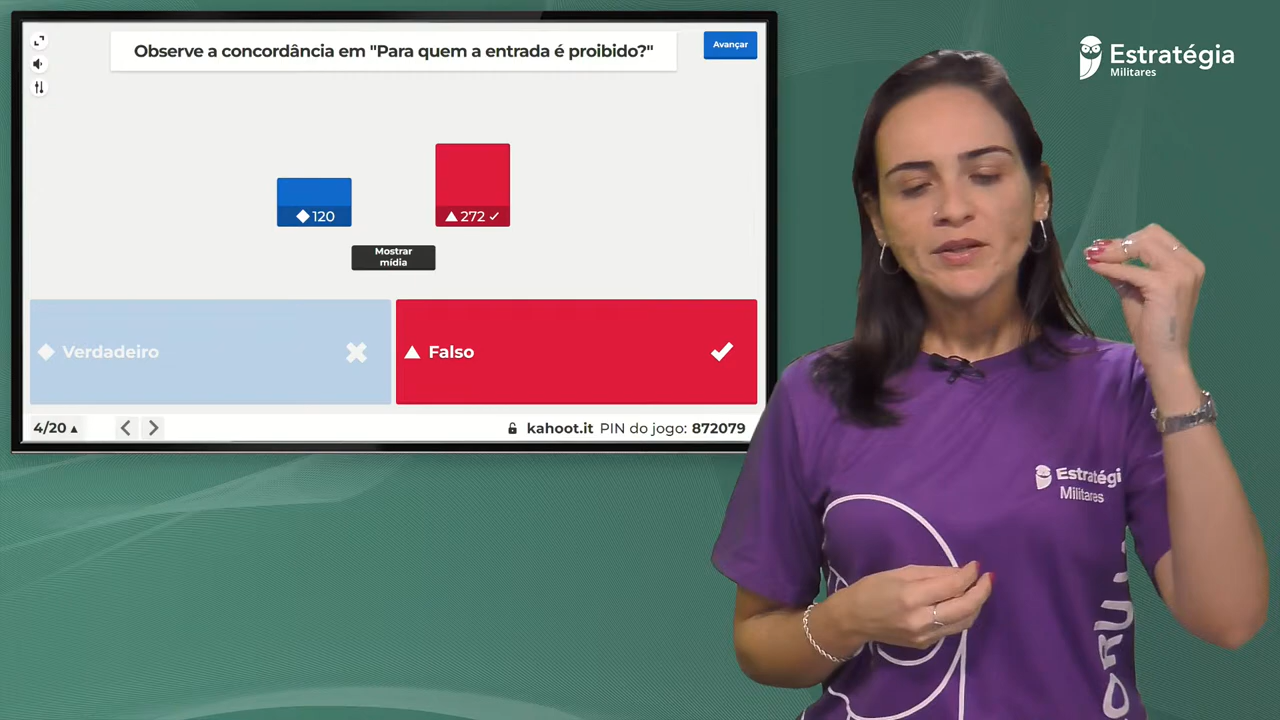 Observe a concordância em "Para quem a entrada é proibido?"
Avançar
Estratégia
Militares
120
272
Mostrar
mídia
Verdadeiro
Falso
4/20
kahoot.it PIN do jogo: 872079
Estratégi
Militares
ORU